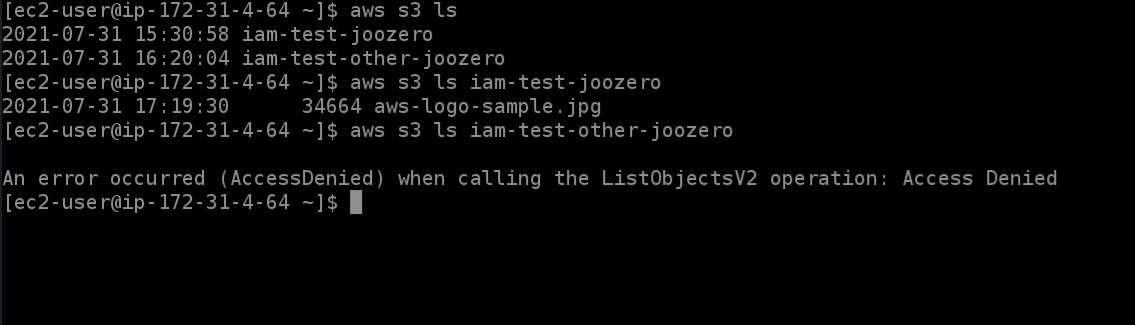 [ec2-user@ip-172-31-4-64 ~]$ aws s3 ls
2021-07-31 15:30:58 iam-test-joozero
2021-07-31 16:20:04 iam-test-other-joozero
[ec2-user@ip-172-31-4-64 ~]$ aws s3 ls iam-test-joozero
2021-07-31 17:19:30      34664 aws-logo-sample.jpg
[ec2-user@ip-172-31-4-64 ~]$ aws s3 ls iam-test-other-joozero
An error occurred (AccessDenied) when calling the ListObjectsV2 operation: Access Denied
[ec2-user@ip-172-31-4-64 ~]$